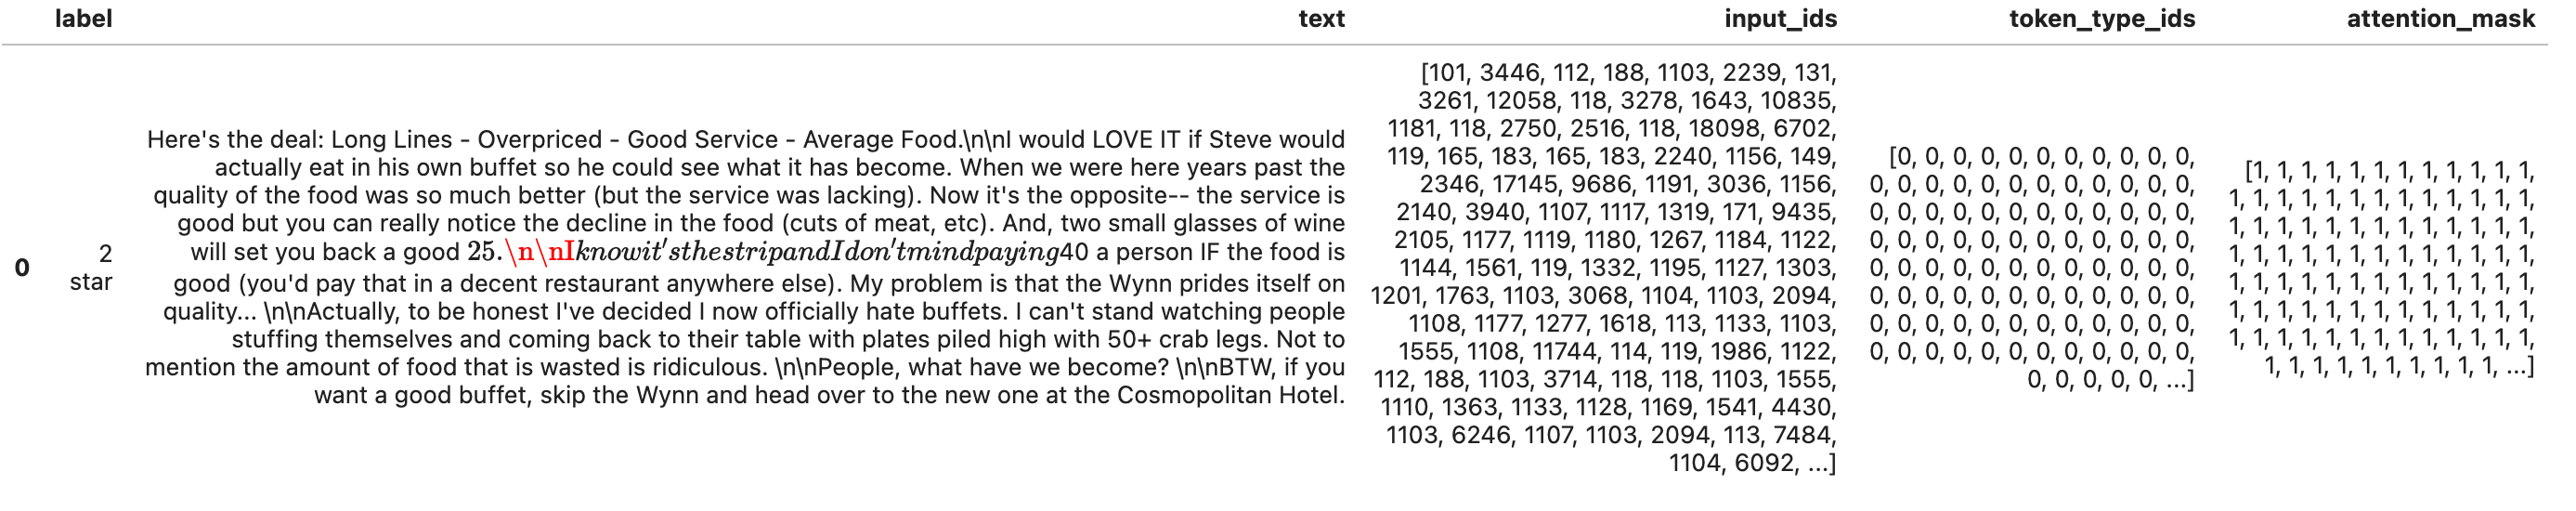 label text input_ids token_type_ids attention_mask
0
2
star
Here's the deal: Long Lines - Overpriced - Good Service - Average Food.\n\nI would LOVE IT if Steve would
actually eat in his own buffet so he could see what it has become. When we were here years past the
quality of the food was so much better (but the service was lacking). Now it's the opposite-- the service is
good but you can really notice the decline in the food (cuts of meat, etc). And, two small glasses of wine
will set you back a good 25.\n\nIknowit'sthestripandIdon'tmindpaying40 a person IF the food is
good (you'd pay that in a decent restaurant anywhere else). My problem is that the Wynn prides itself on
quality... \n\nActually, to be honest I've decided I now officially hate buffets. I can't stand watching people
stuffing themselves and coming back to their table with plates piled high with 50+ crab legs. Not to
mention the amount of food that is wasted is ridiculous. \n\nPeople, what have we become? \n\nBTW, if you
want a good buffet, skip the Wynn and head over to the new one at the Cosmopolitan Hotel.
[101, 3446, 112, 188, 1103, 2239, 131,
3261, 12058, 118, 3278, 1643, 10835,
1181, 118, 2750, 2516, 118, 18098, 6702,
119, 165, 183, 165, 183, 2240, 1156, 149,
2346, 17145, 9686, 1191, 3036, 1156,
2140, 3940, 1107, 1117, 1319, 171, 9435,
2105, 1177, 1119, 1180, 1267, 1184, 1122,
1144, 1561, 119, 1332, 1195, 1127, 1303,
1201, 1763, 1103, 3068, 1104, 1103, 2094,
1108, 1177, 1277, 1618, 113, 1133, 1103,
1555, 1108, 11744, 114, 119, 1986, 1122,
112, 188, 1103, 3714, 118, 118, 1103, 1555,
1110, 1363, 1133, 1128, 1169, 1541, 4430,
1103, 6246, 1107, 1103, 2094, 113, 7484,
1104, 6092, ...]
[0, 0, 0, 0, 0, 0, 0, 0, 0, 0, 0,
0, 0, 0, 0, 0, 0, 0, 0, 0, 0, 0, 0,
0, 0, 0, 0, 0, 0, 0, 0, 0, 0, 0, 0,
0, 0, 0, 0, 0, 0, 0, 0, 0, 0, 0, 0,
0, 0, 0, 0, 0, 0, 0, 0, 0, 0, 0, 0,
0, 0, 0, 0, 0, 0, 0, 0, 0, 0, 0, 0,
0, 0, 0, 0, 0, 0, 0, 0, 0, 0, 0, 0,
0, 0, 0, 0, 0, 0, 0, 0, 0, 0, 0, 0,
0, 0, 0, 0, 0, ...]
[1, 1, 1, 1, 1, 1, 1, 1, 1, 1, 1, 1,
1, 1, 1, 1, 1, 1, 1, 1, 1, 1, 1, 1, 1,
1, 1, 1, 1, 1, 1, 1, 1, 1, 1, 1, 1, 1,
1, 1, 1, 1, 1, 1, 1, 1, 1, 1, 1, 1, 1,
1, 1, 1, 1, 1, 1, 1, 1, 1, 1, 1, 1, 1,
1, 1, 1, 1, 1, 1, 1, 1, 1, 1, 1, 1, 1,
1, 1, 1, 1, 1, 1, 1, 1, 1, 1, 1, 1, 1,
1, 1, 1, 1, 1, 1, 1, 1, 1, 1, ...]